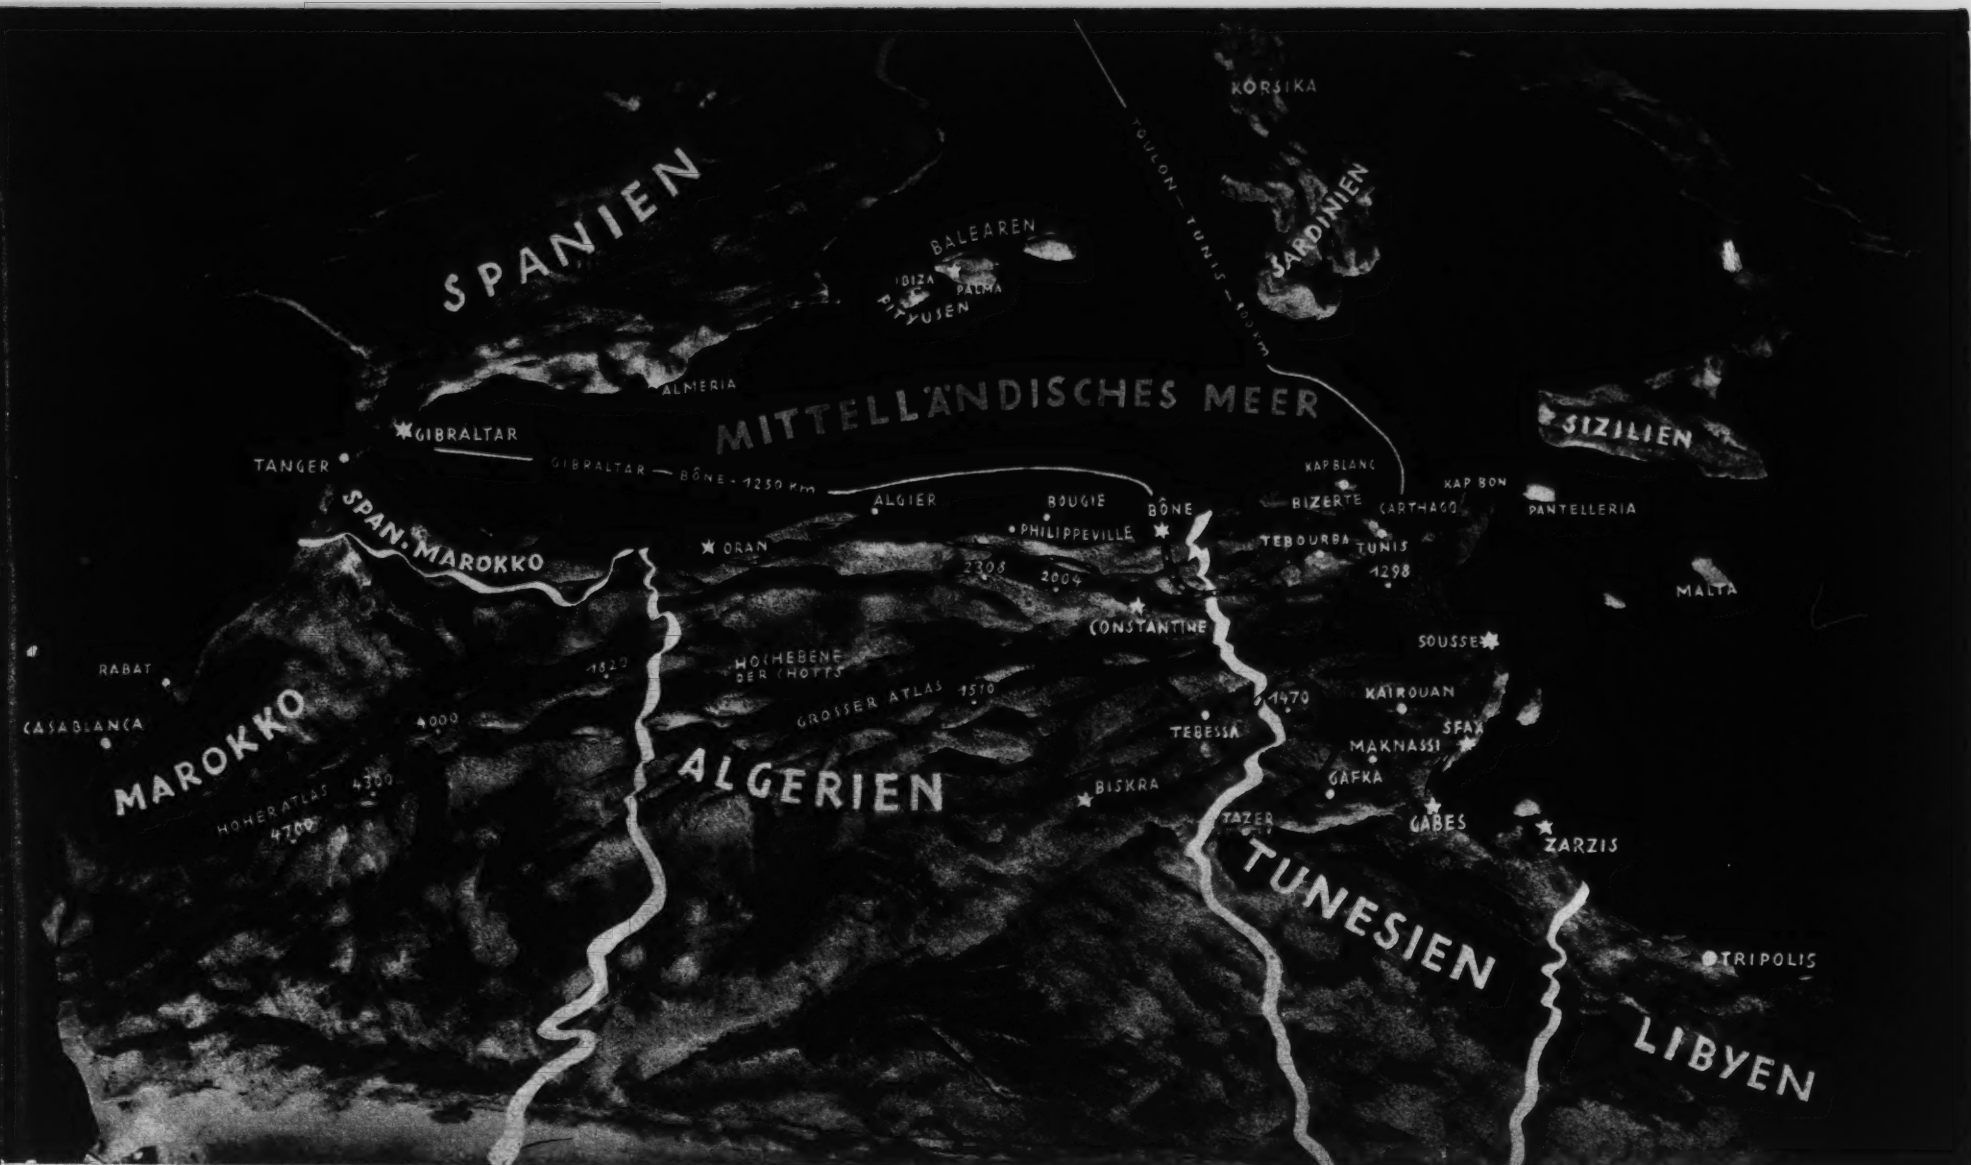 KORSIKA
TOULON — TUNIS — 800 Km
SPANIEN
SARDINIEN
BALEAREN
IBIZA
PALMA
PITYUSEN
ALMERIA
MITTELLÄNDISCHES MEER
GIBRALTAR
SIZILIEN
TANGER
GIBRALTAR — BÔNE - 1250 Km
KAP BLANC
KAP BON
SPAN. MAROKKO
ALGIER
BOUGIE
BÔNE
BIZERTE
CARTHAGO
PANTELLERIA
PHILIPPEVILLE
ORAN
TEBOURBA
TUNIS
2308
2004
1298
MALTA
CONSTANTINE
SOUSSE
RABAT
1820
HOCHEBENE
DER CHOTTS
GROSSER ATLAS
1510
1470
KAIROUAN
CASABLANCA
4000
TEBESSA
SFAX
MAROKKO
MAKNASSI
ALGERIEN
GAFKA
BISKRA
HOHER ATLAS
4300
4700
TAZER
GABES
ZARZIS
TUNESIEN
TRIPOLIS
LIBYEN